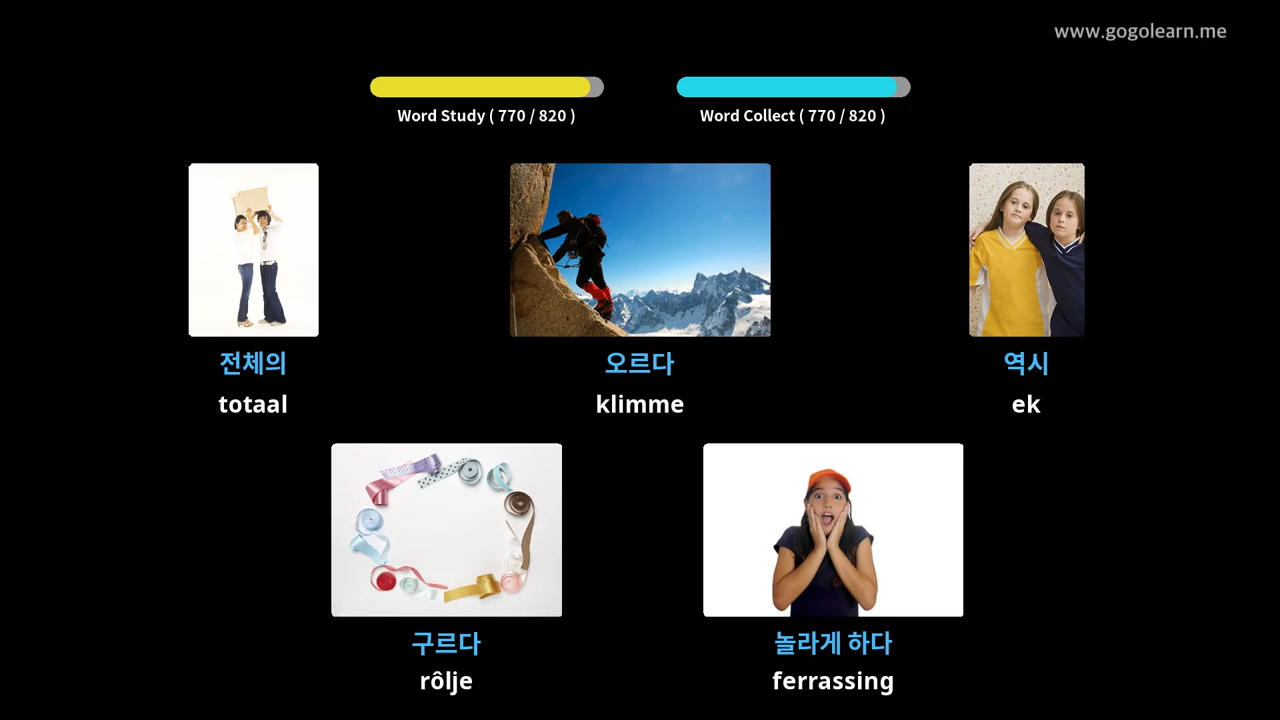 www.gogolearn.me
Word Study ( 770 / 820 )
Word Collect ( 770 / 820 )
전체의
totaal
오르다
klimme
역시
ek
구르다
rôlje
놀라게 하다
ferrassing